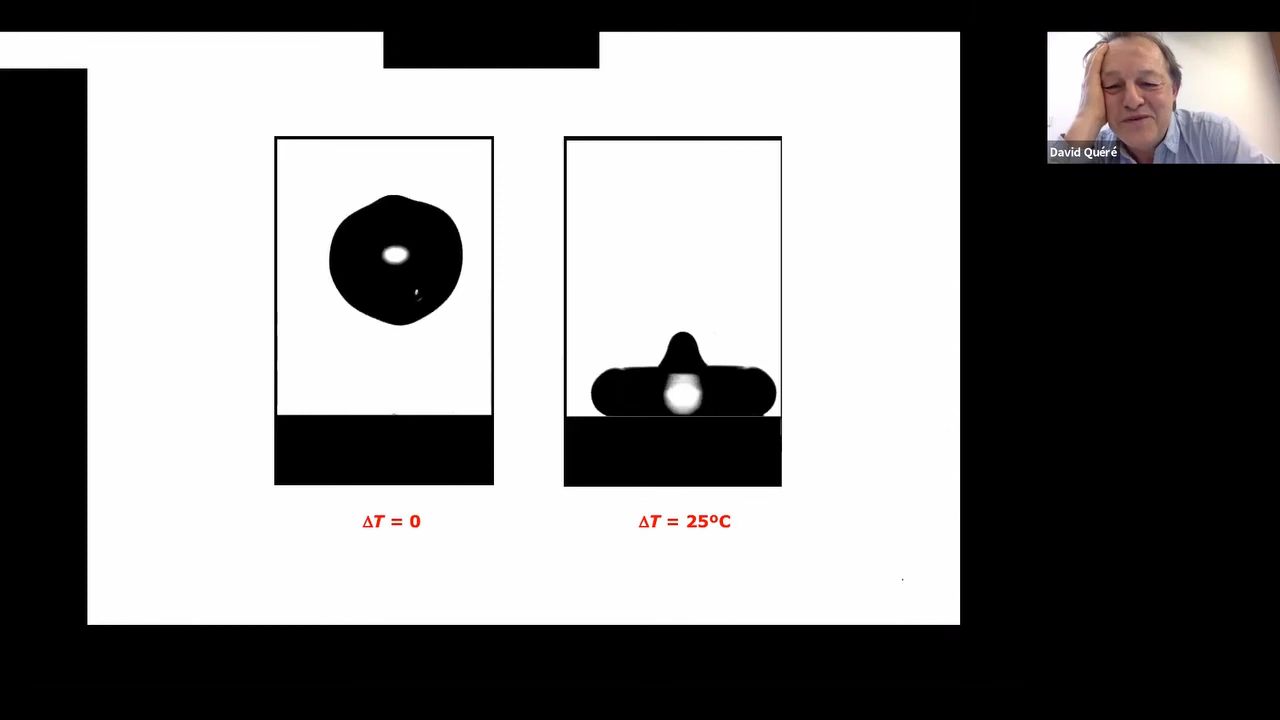 David Quéré
ΔT = 0
ΔT = 25ºC